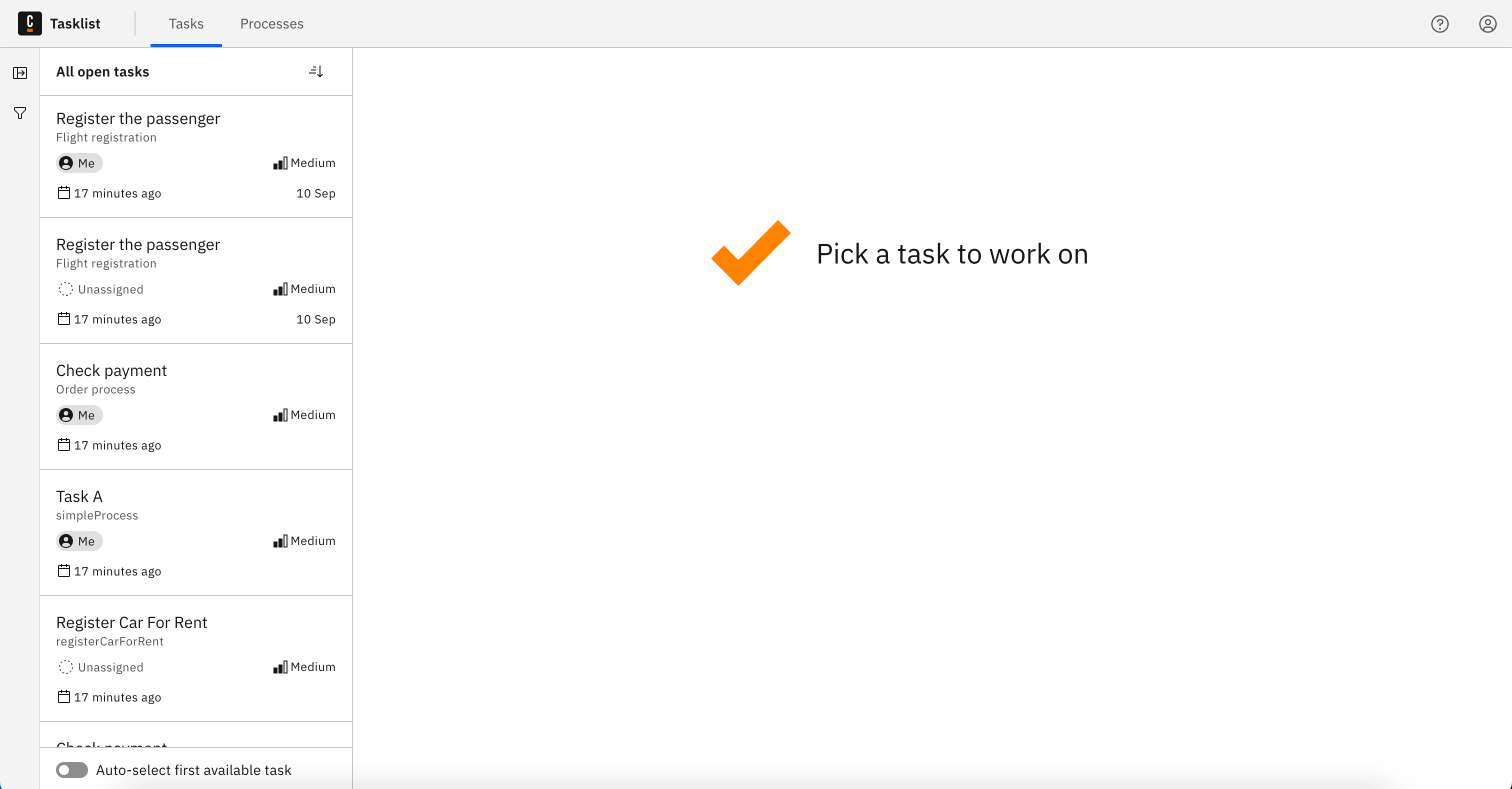 Tasklist
Tasks
Processes
All open tasks
Register the passenger
Flight registration
Me
Medium
17 minutes ago
10 Sep
Register the passenger
Flight registration
Unassigned
Medium
17 minutes ago
10 Sep
Check payment
Order process
Me
Medium
17 minutes ago
Task A
simpleProcess
Me
Medium
17 minutes ago
Register Car For Rent
registerCarForRent
Unassigned
Medium
17 minutes ago
Check payment
Auto-select first available task
Pick a task to work on